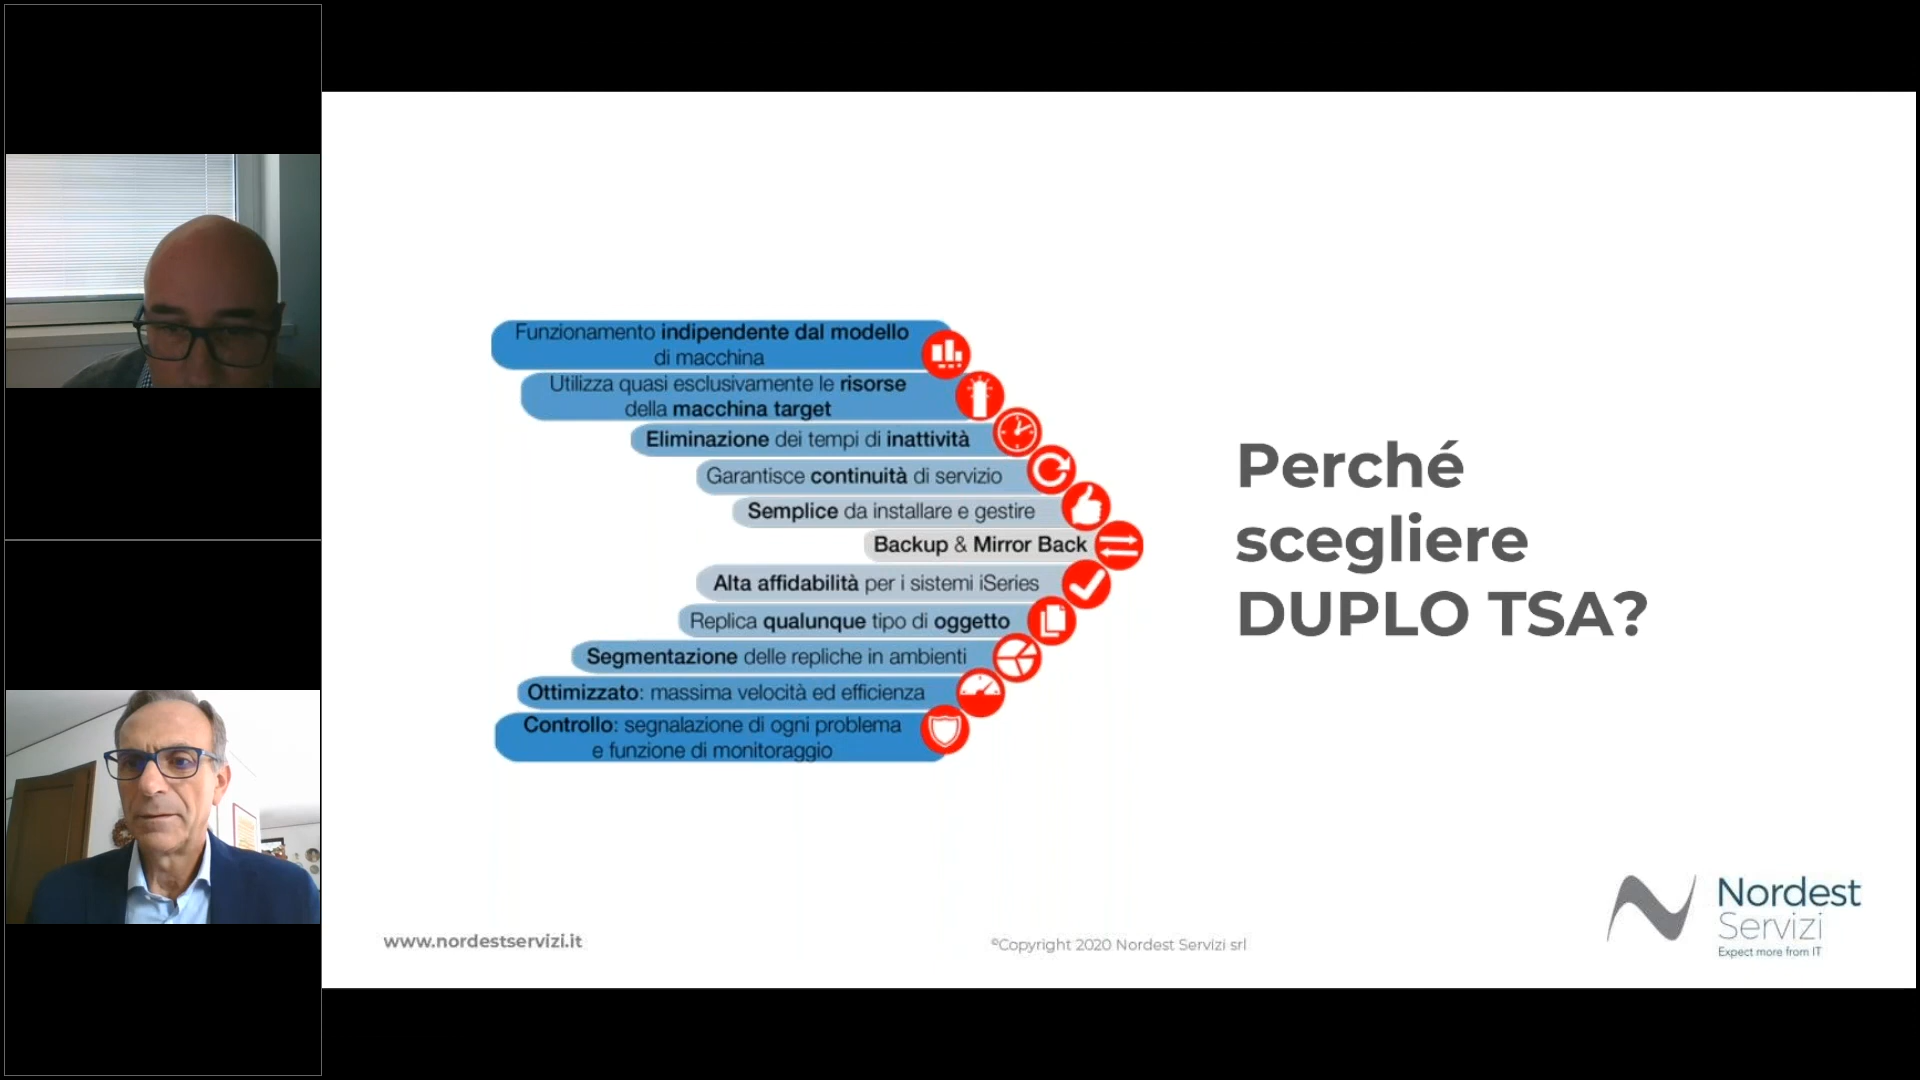 Funzionamento indipendente dal modello
di macchina
Utilizza quasi esclusivamente le risorse
della macchina target
Eliminazione dei tempi di inattività
Garantisce continuità di servizio
Semplice da installare e gestire
Backup & Mirror Back
Alta affidabilità per i sistemi iSeries
Replica qualunque tipo di oggetto
Segmentazione delle repliche in ambienti
Ottimizzato: massima velocità ed efficienza
Controllo: segnalazione di ogni problema
e funzione di monitoraggio
Perché
scegliere
DUPLO TSA?
www.nordestservizi.it
©Copyright 2020 Nordest Servizi srl
Nordest
Servizi
Expect more from IT